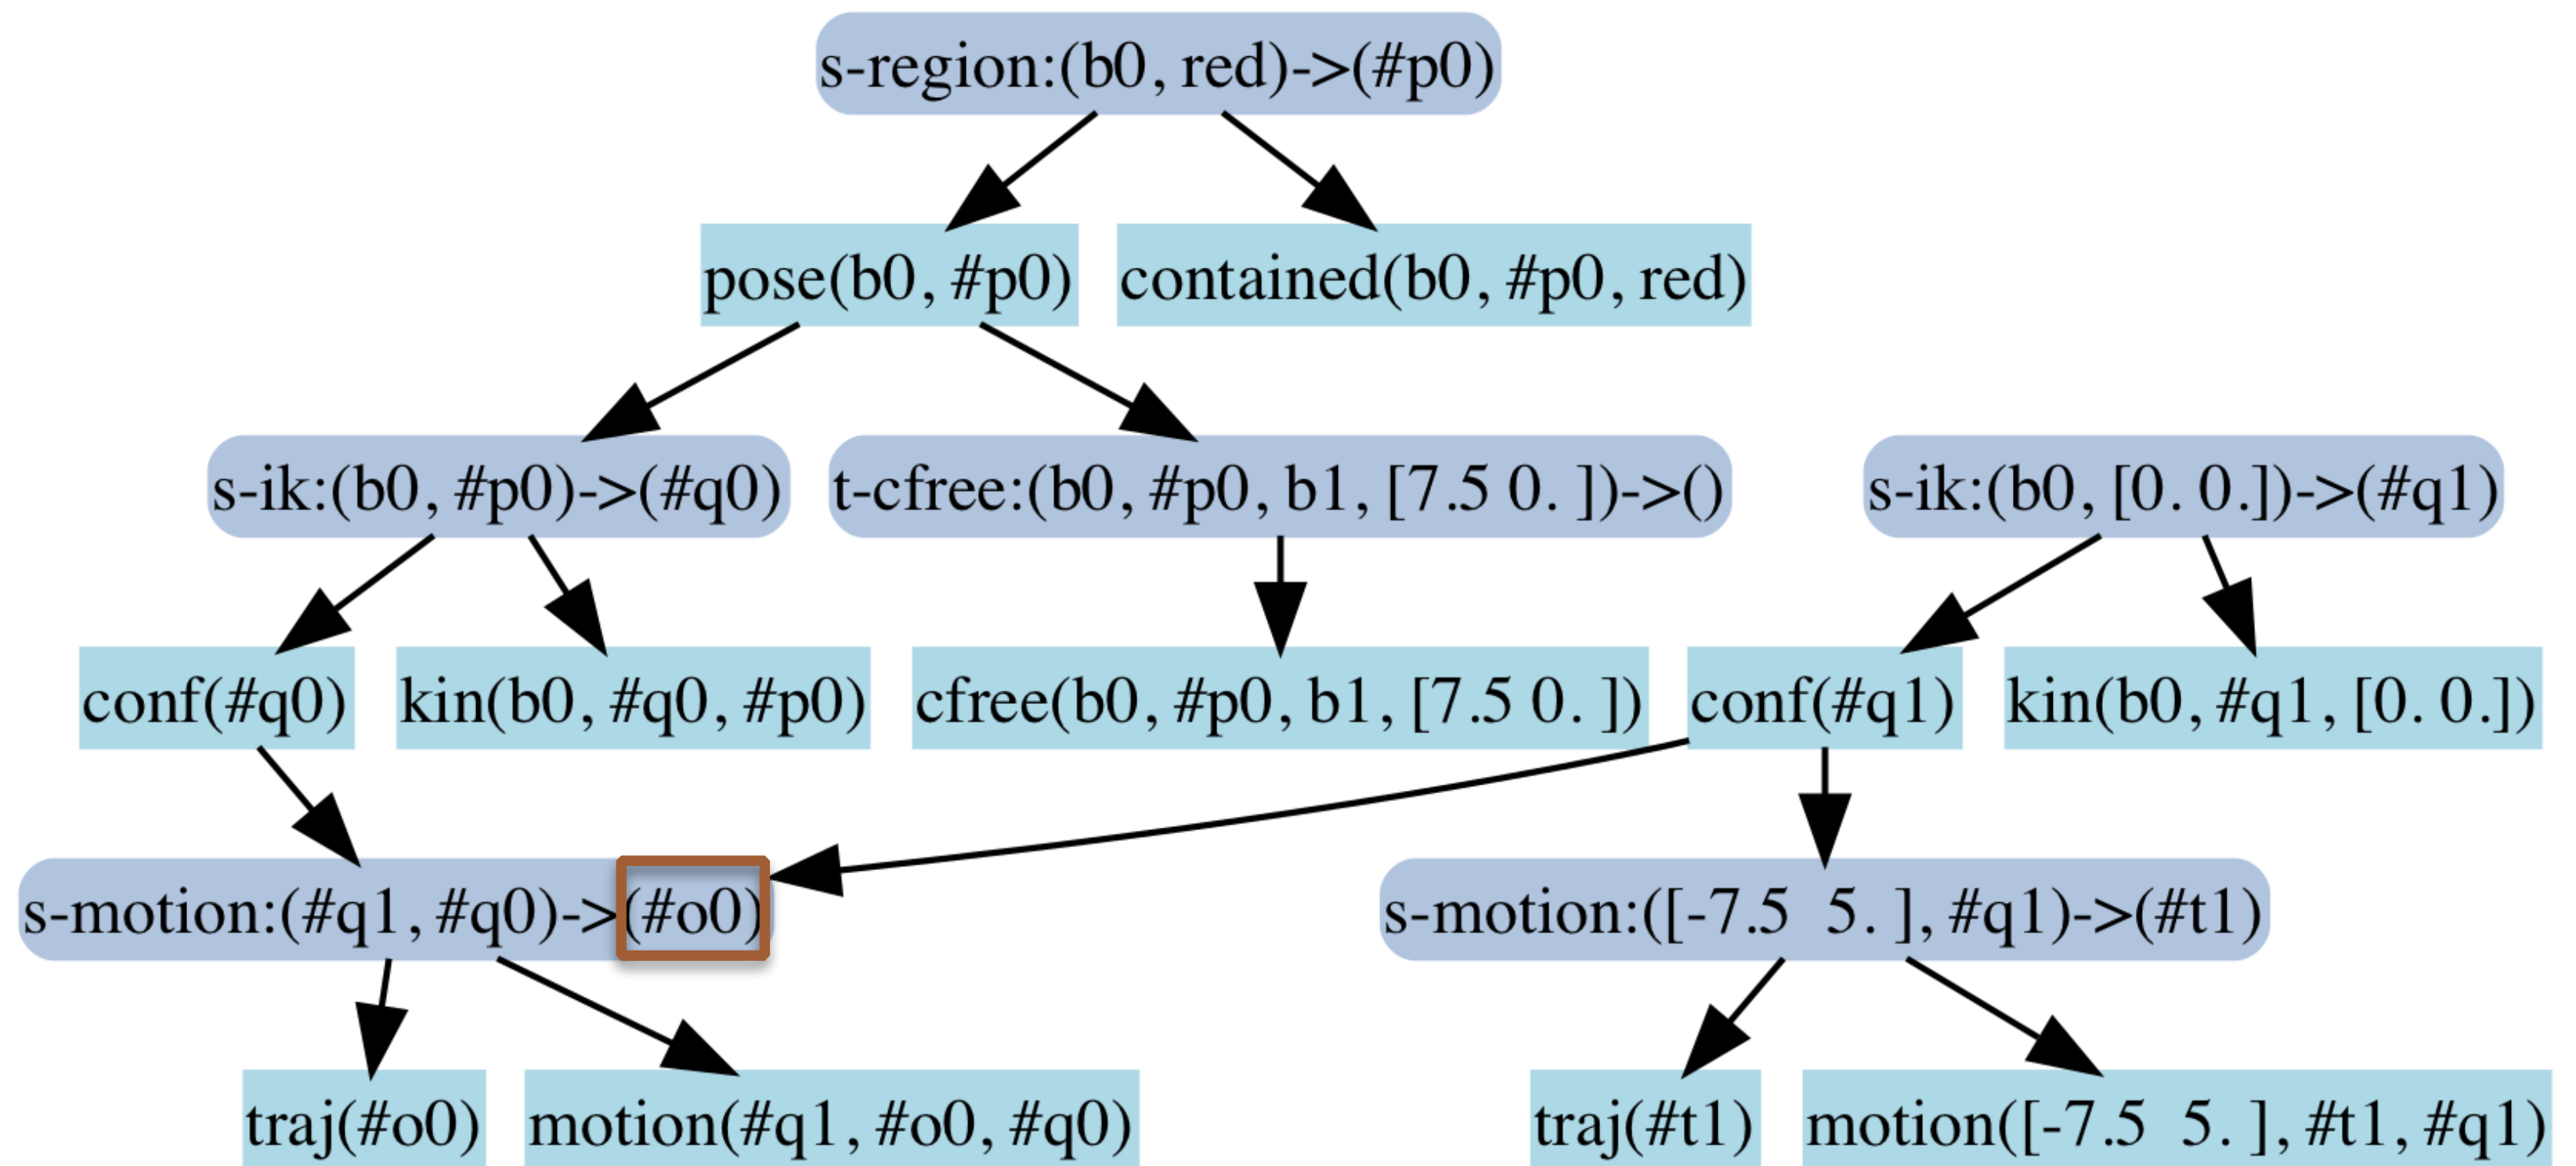 s-region:(b0, red)->(#p0)
pose(b0, #p0)
contained(b0, #p0, red)
s-ik:(b0, #p0)->(#q0)
t-cfree:(b0, #p0, b1, [7.5 0. ])->()
s-ik:(b0, [0. 0.])->(#q1)
conf(#q0)
kin(b0, #q0, #p0)
cfree(b0, #p0, b1, [7.5 0. ])
conf(#q1)
kin(b0, #q1, [0. 0.])
s-motion:(#q1, #q0)->(#o0)
s-motion:([-7.5  5. ], #q1)->(#t1)
traj(#o0)
motion(#q1, #o0, #q0)
traj(#t1)
motion([-7.5  5. ], #t1, #q1)